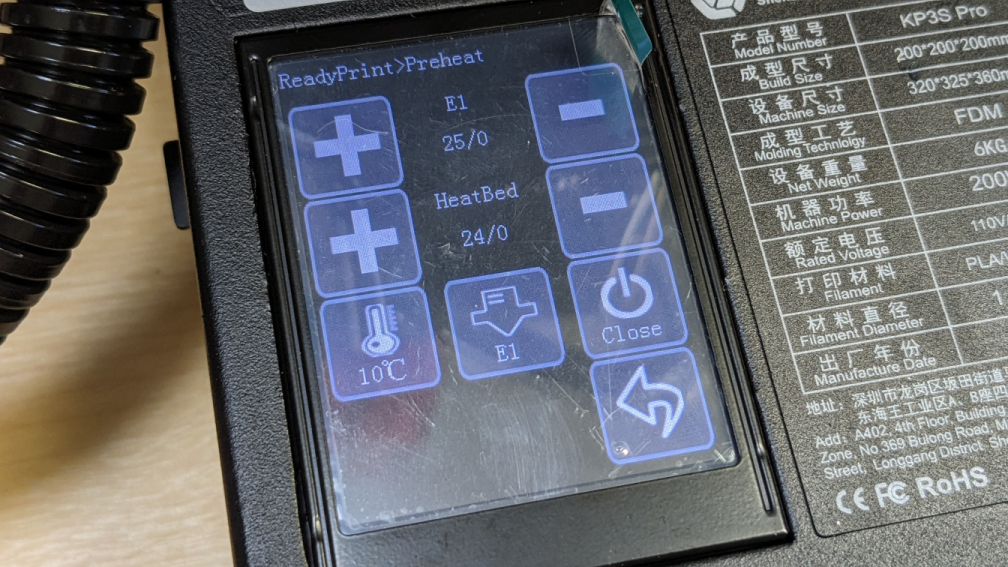 ReadyPrint>Preheat
E1
25/0
HeatBed
24/0
10℃
E1
Close
产品型号
Model Number
KP3S Pro
成型尺寸
Build Size
200*200*200mm
设备尺寸
Machine Size
320*325*360
成型工艺
Molding Technlolgy
FDM
设备重量
Net Weight
6KG
机器功率
Machine Power
200
额定电压
Rated Voltage
110
打印材料
Filament
PLA/
材料直径
Filament Diameter
出厂年份
Manufacture Date
地址: 深圳市龙岗区坂田街道
东海王工业区A、B座
Add: A402, 4th Floor, Building
Zone, No 369 Bulong Road,
Street, Longgang District,
CE FC RoHS